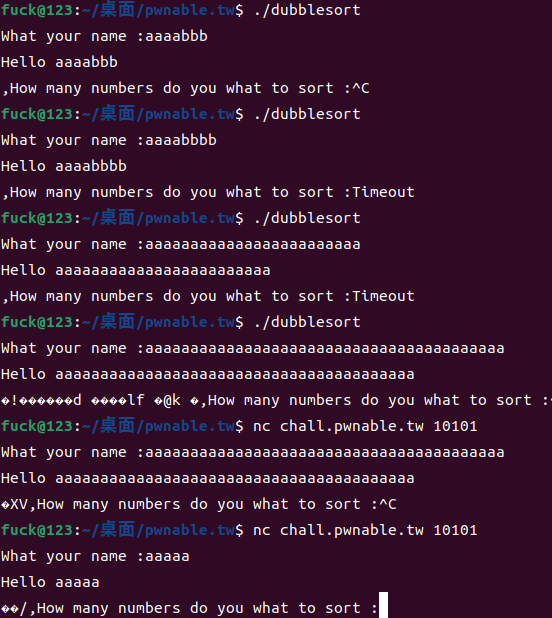 fuck@123:~/桌面/pwnable.tw$ ./dubblesort
What your name :aaaabbb
Hello aaaabbb
,How many numbers do you what to sort :^C
fuck@123:~/桌面/pwnable.tw$ ./dubblesort
What your name :aaaabbbb
Hello aaaabbbb
,How many numbers do you what to sort :Timeout
fuck@123:~/桌面/pwnable.tw$ ./dubblesort
What your name :aaaaaaaaaaaaaaaaaaaaaaaa
Hello aaaaaaaaaaaaaaaaaaaaaaaa
,How many numbers do you what to sort :Timeout
fuck@123:~/桌面/pwnable.tw$ ./dubblesort
What your name :aaaaaaaaaaaaaaaaaaaaaaaaaaaaaaaaaaaaaaaa
Hello aaaaaaaaaaaaaaaaaaaaaaaaaaaaaaaaaaaaaaaa
�!������d ����lf �@k �,How many numbers do you what to sort :
fuck@123:~/桌面/pwnable.tw$ nc chall.pwnable.tw 10101
What your name :aaaaaaaaaaaaaaaaaaaaaaaaaaaaaaaaaaaaaaaa
Hello aaaaaaaaaaaaaaaaaaaaaaaaaaaaaaaaaaaaaaaa
�XV,How many numbers do you what to sort :^C
fuck@123:~/桌面/pwnable.tw$ nc chall.pwnable.tw 10101
What your name :aaaaa
Hello aaaaa
��/,How many numbers do you what to sort :